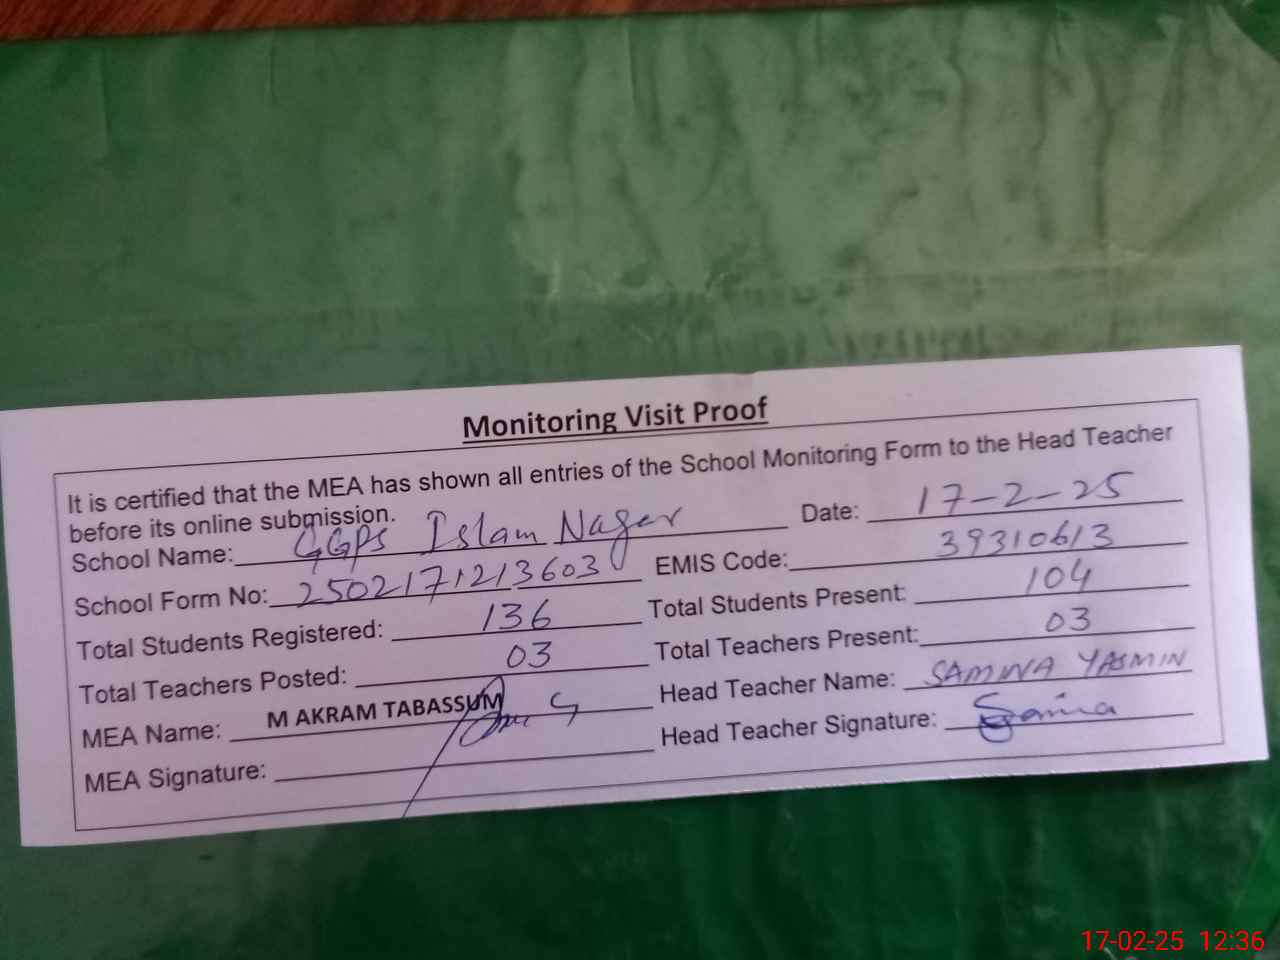 Monitoring Visit Proof
It is certified that the MEA has shown all entries of the School Monitoring Form to the Head Teacher
before its online submission.
School Name: GGPS Islam Nager Date: 17-2-25
School Form No: 2502171213603 EMIS Code: 39310613
Total Students Registered: 136 Total Students Present: 104
Total Teachers Posted: 03 Total Teachers Present: 03
MEA Name: M AKRAM TABASSUM Head Teacher Name: SAMINA YASMIN
MEA Signature: Head Teacher Signature:
17-02-25 12:36